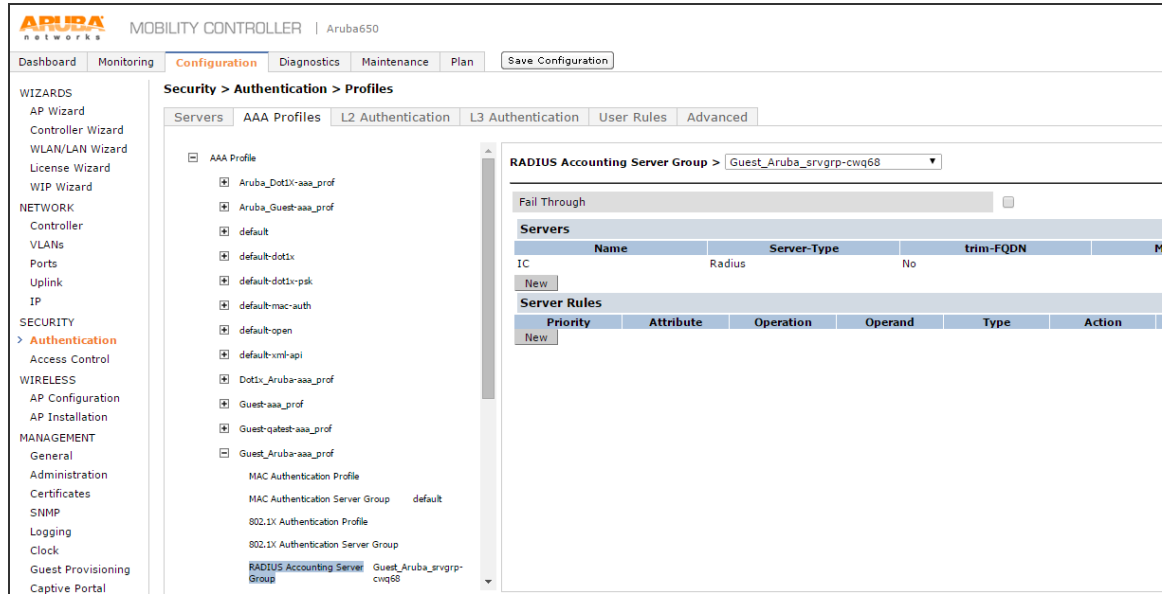 ARUBA
networks
MOBILITY CONTROLLER | Aruba650
Dashboard Monitoring Configuration Diagnostics Maintenance Plan Save Configuration
WIZARDS
AP Wizard
Controller Wizard
WLAN/LAN Wizard
License Wizard
WIP Wizard
NETWORK
Controller
VLANs
Ports
Uplink
IP
SECURITY
> Authentication
Access Control
WIRELESS
AP Configuration
AP Installation
MANAGEMENT
General
Administration
Certificates
SNMP
Logging
Clock
Guest Provisioning
Captive Portal
Security > Authentication > Profiles
Servers AAA Profiles L2 Authentication L3 Authentication User Rules Advanced
AAA Profile
Aruba_Dot1X-aaa_prof
Aruba_Guest-aaa_prof
default
default-dot1x
default-dot1x-psk
default-mac-auth
default-open
default-xml-api
Dot1x_Aruba-aaa_prof
Guest-aaa_prof
Guest-qatest-aaa_prof
Guest_Aruba-aaa_prof
MAC Authentication Profile
MAC Authentication Server Group default
802.1X Authentication Profile
802.1X Authentication Server Group
RADIUS Accounting Server Guest_Aruba_srvgrp-
Group cwq68
RADIUS Accounting Server Group > Guest_Aruba_srvgrp-cwq68
Fail Through
Servers
Name Server-Type trim-FQDN M
IC Radius No
New
Server Rules
Priority Attribute Operation Operand Type Action
New